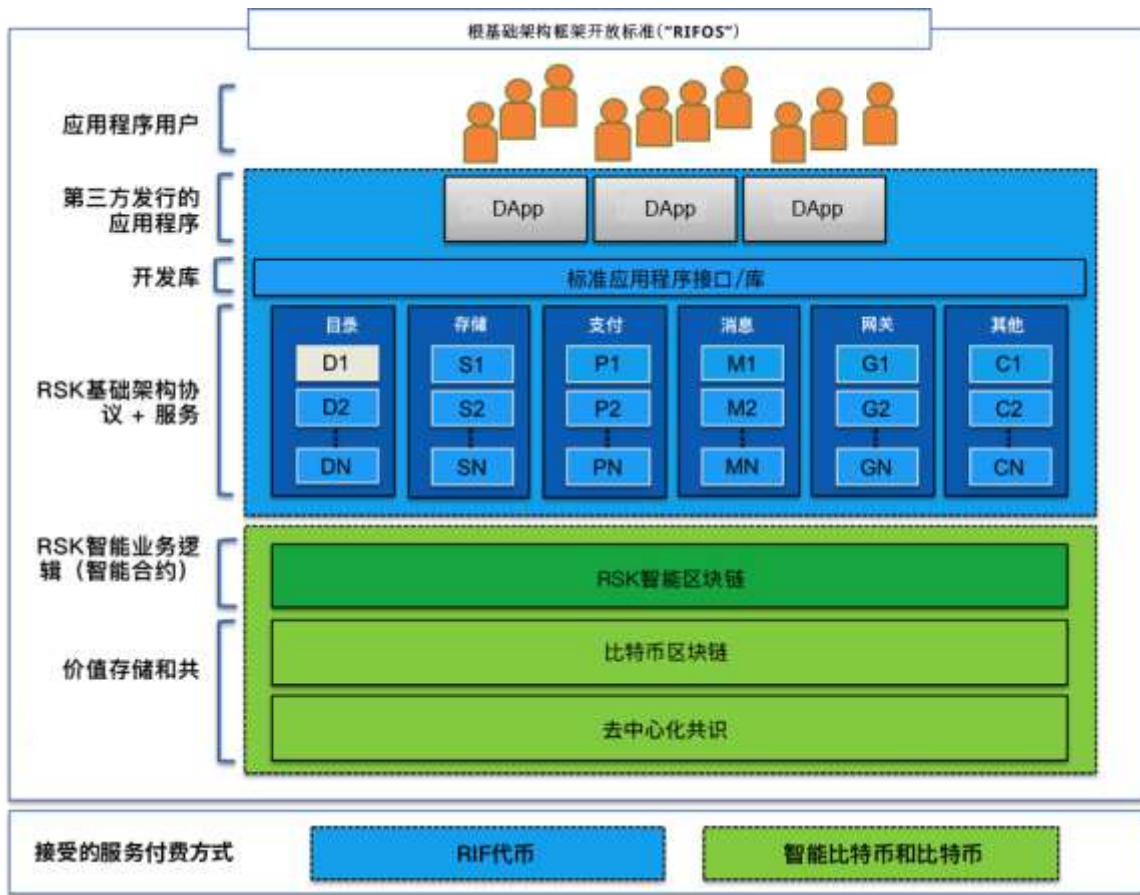 根基础架构框架开放标准(“RIFOS”)
应用程序用户
第三方发行的
应用程序
DApp
DApp
DApp
开发库
标准应用程序接口/库
RSK基础架构协
议 + 服务
目录
D1
D2
DN
存储
S1
S2
SN
支付
P1
P2
PN
消息
M1
M2
MN
网关
G1
G2
GN
其他
C1
C2
CN
RSK智能业务逻
辑（智能合约）
RSK智能区块链
价值存储和共
比特币区块链
去中心化共识
接受的服务付费方式
RIF代币
智能比特币和比特币